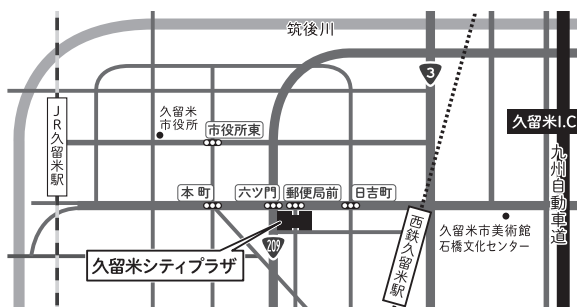 筑後川
3
久留米I.C
久留米
市役所
市役所東
JR久留米駅
九州自動車道
本町
六ツ門
郵便局前
日吉町
西鉄久留米駅
久留米市美術館
石橋文化センター
209
久留米シティプラザ